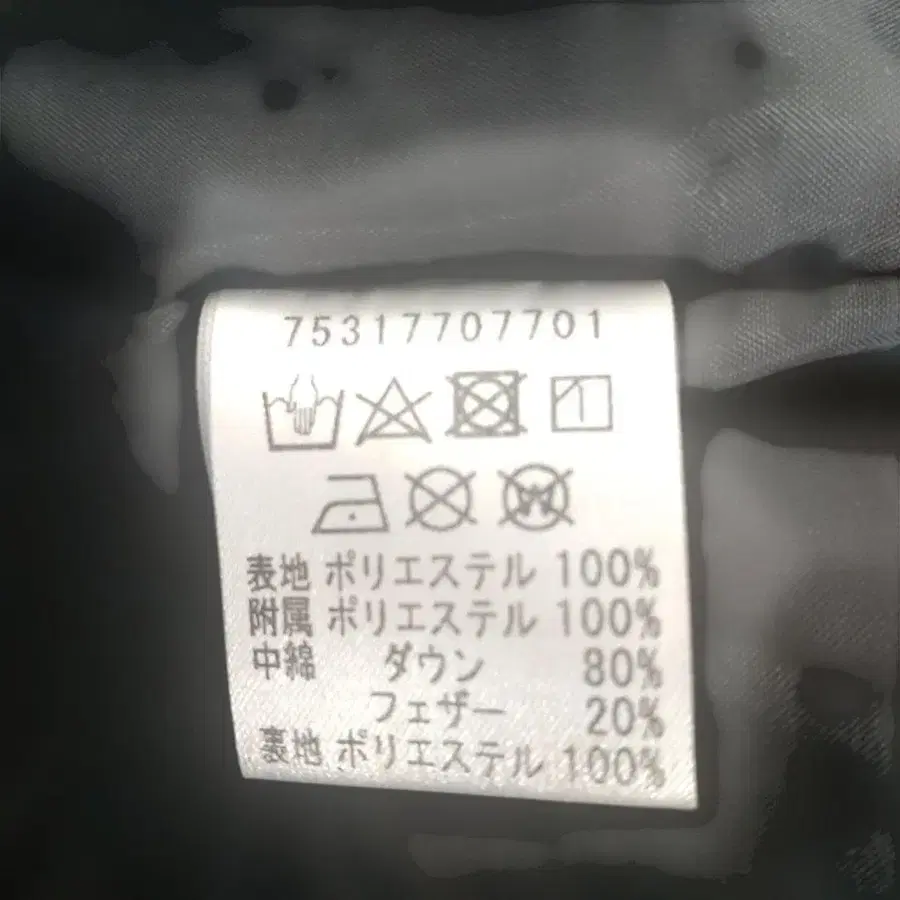 75317707701
表地 ポリエステル 100%
附属 ポリエステル 100%
中綿 ダウン 80%
フェザー 20%
裏地 ポリエステル 100%